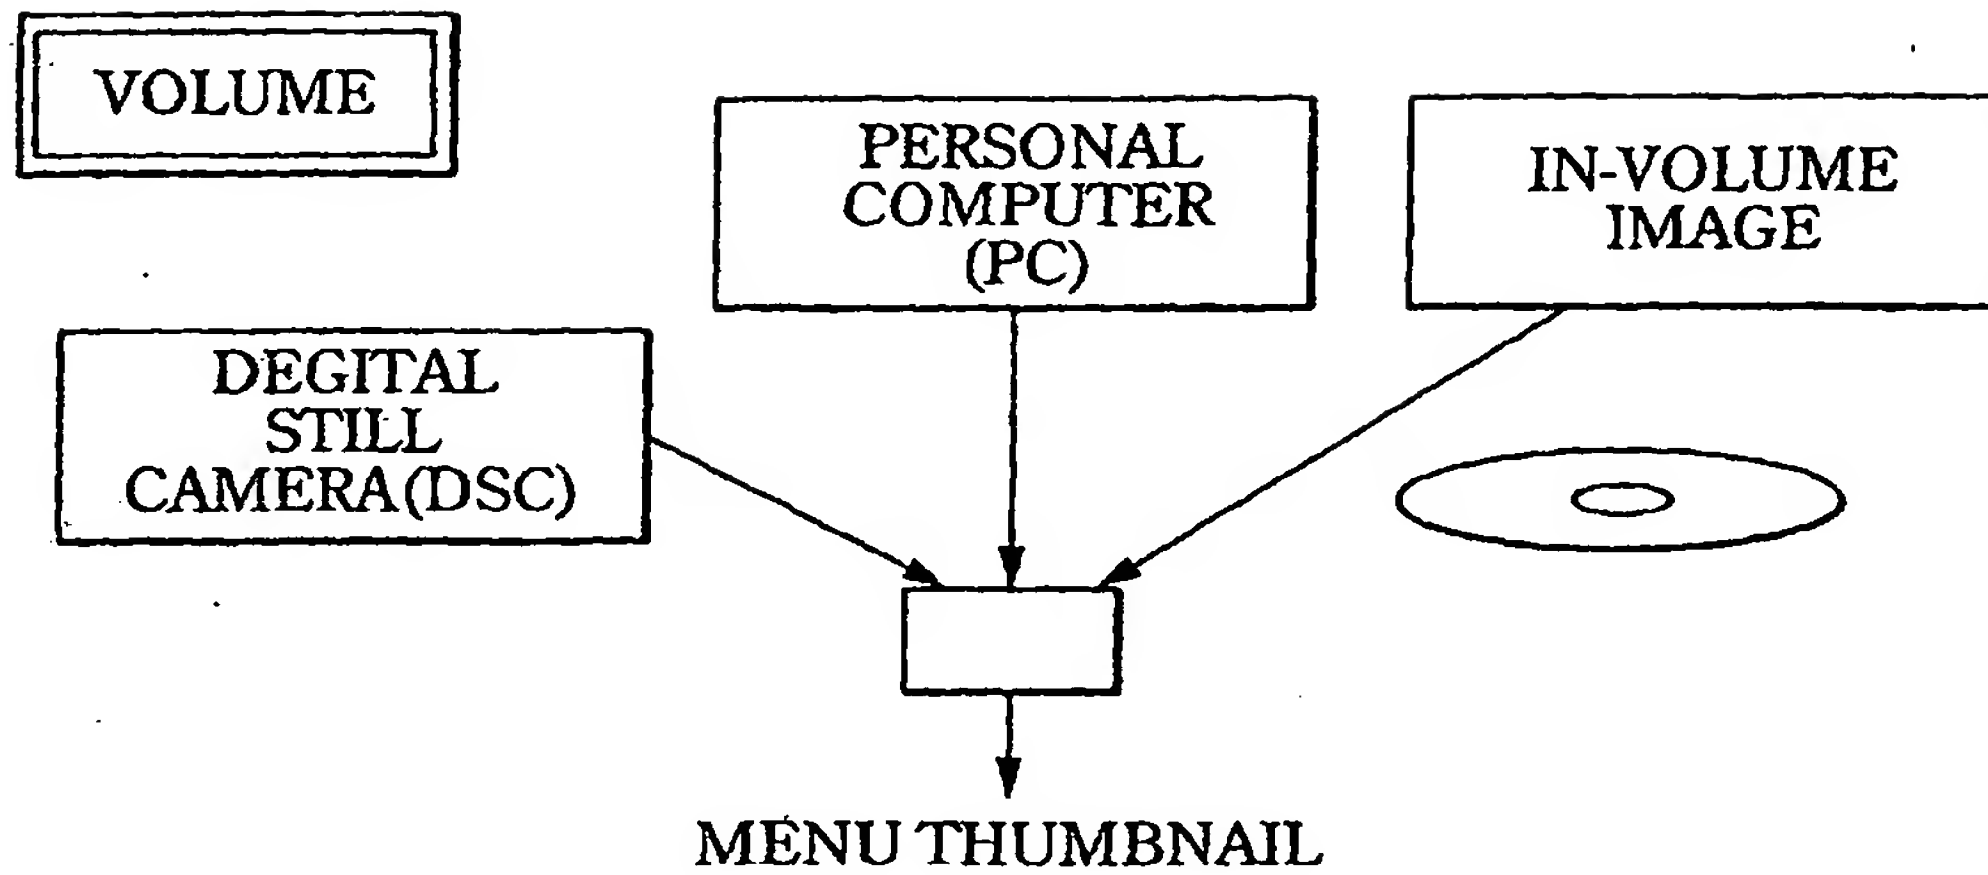 VOLUME
PERSONAL
COMPUTER
(PC)
IN-VOLUME
IMAGE
DEGITAL
STILL
CAMERA(DSC)
MENU THUMBNAIL